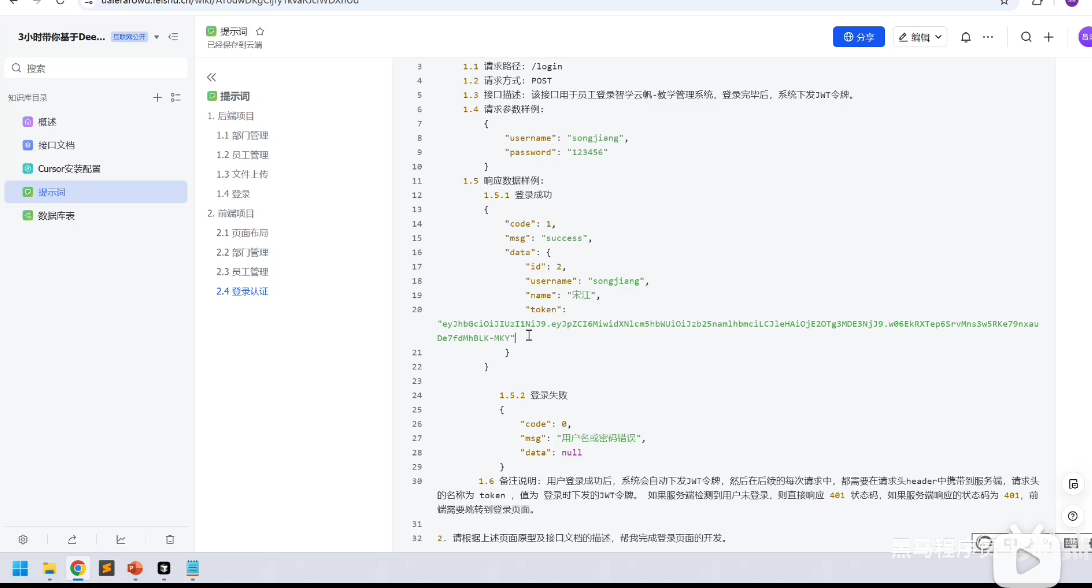 3小时带你基于Dee... 互联网公开
搜索
知识库目录
概述
接口文档
Cursor安装配置
提示词
数据库表
提示词
已经保存到云端
分享
编辑
提示词
1. 后端项目
1.1 部门管理
1.2 员工管理
1.3 文件上传
1.4 登录
2. 前端项目
2.1 页面布局
2.2 部门管理
2.3 员工管理
2.4 登录认证
3 1.1 请求路径: /login
4 1.2 请求方式: POST
5 1.3 接口描述: 该接口用于员工登录智学云帆-教学管理系统, 登录完毕后, 系统下发JWT令牌。
6 1.4 请求参数样例:
7 {
8 "username": "songjiang",
9 "password": "123456"
10 }
11 1.5 响应数据样例:
12 1.5.1 登录成功
13 {
14 "code": 1,
15 "msg": "success",
16 "data": {
17 "id": 2,
18 "username": "songjiang",
19 "name": "宋江",
20 "token":
21 }
22 }
23
24 1.5.2 登录失败
25 {
26 "code": 0,
27 "msg": "用户名或密码错误",
28 "data": null
29 }
30 1.6 备注说明: 用户登录成功后, 系统会自动下发JWT令牌, 然后在后续的每次请求中, 都需要在请求头header中携带到服务端, 请求头
的名称为 token , 值为 登录时下发的JWT令牌。 如果服务端检测到用户未登录, 则直接响应 401 状态码, 如果服务端响应的状态码为 401, 前
端需要跳转到登录页面。
31
32 2. 请根据上述页面原型及接口文档的描述, 帮我完成登录页面的开发。
黑马程序